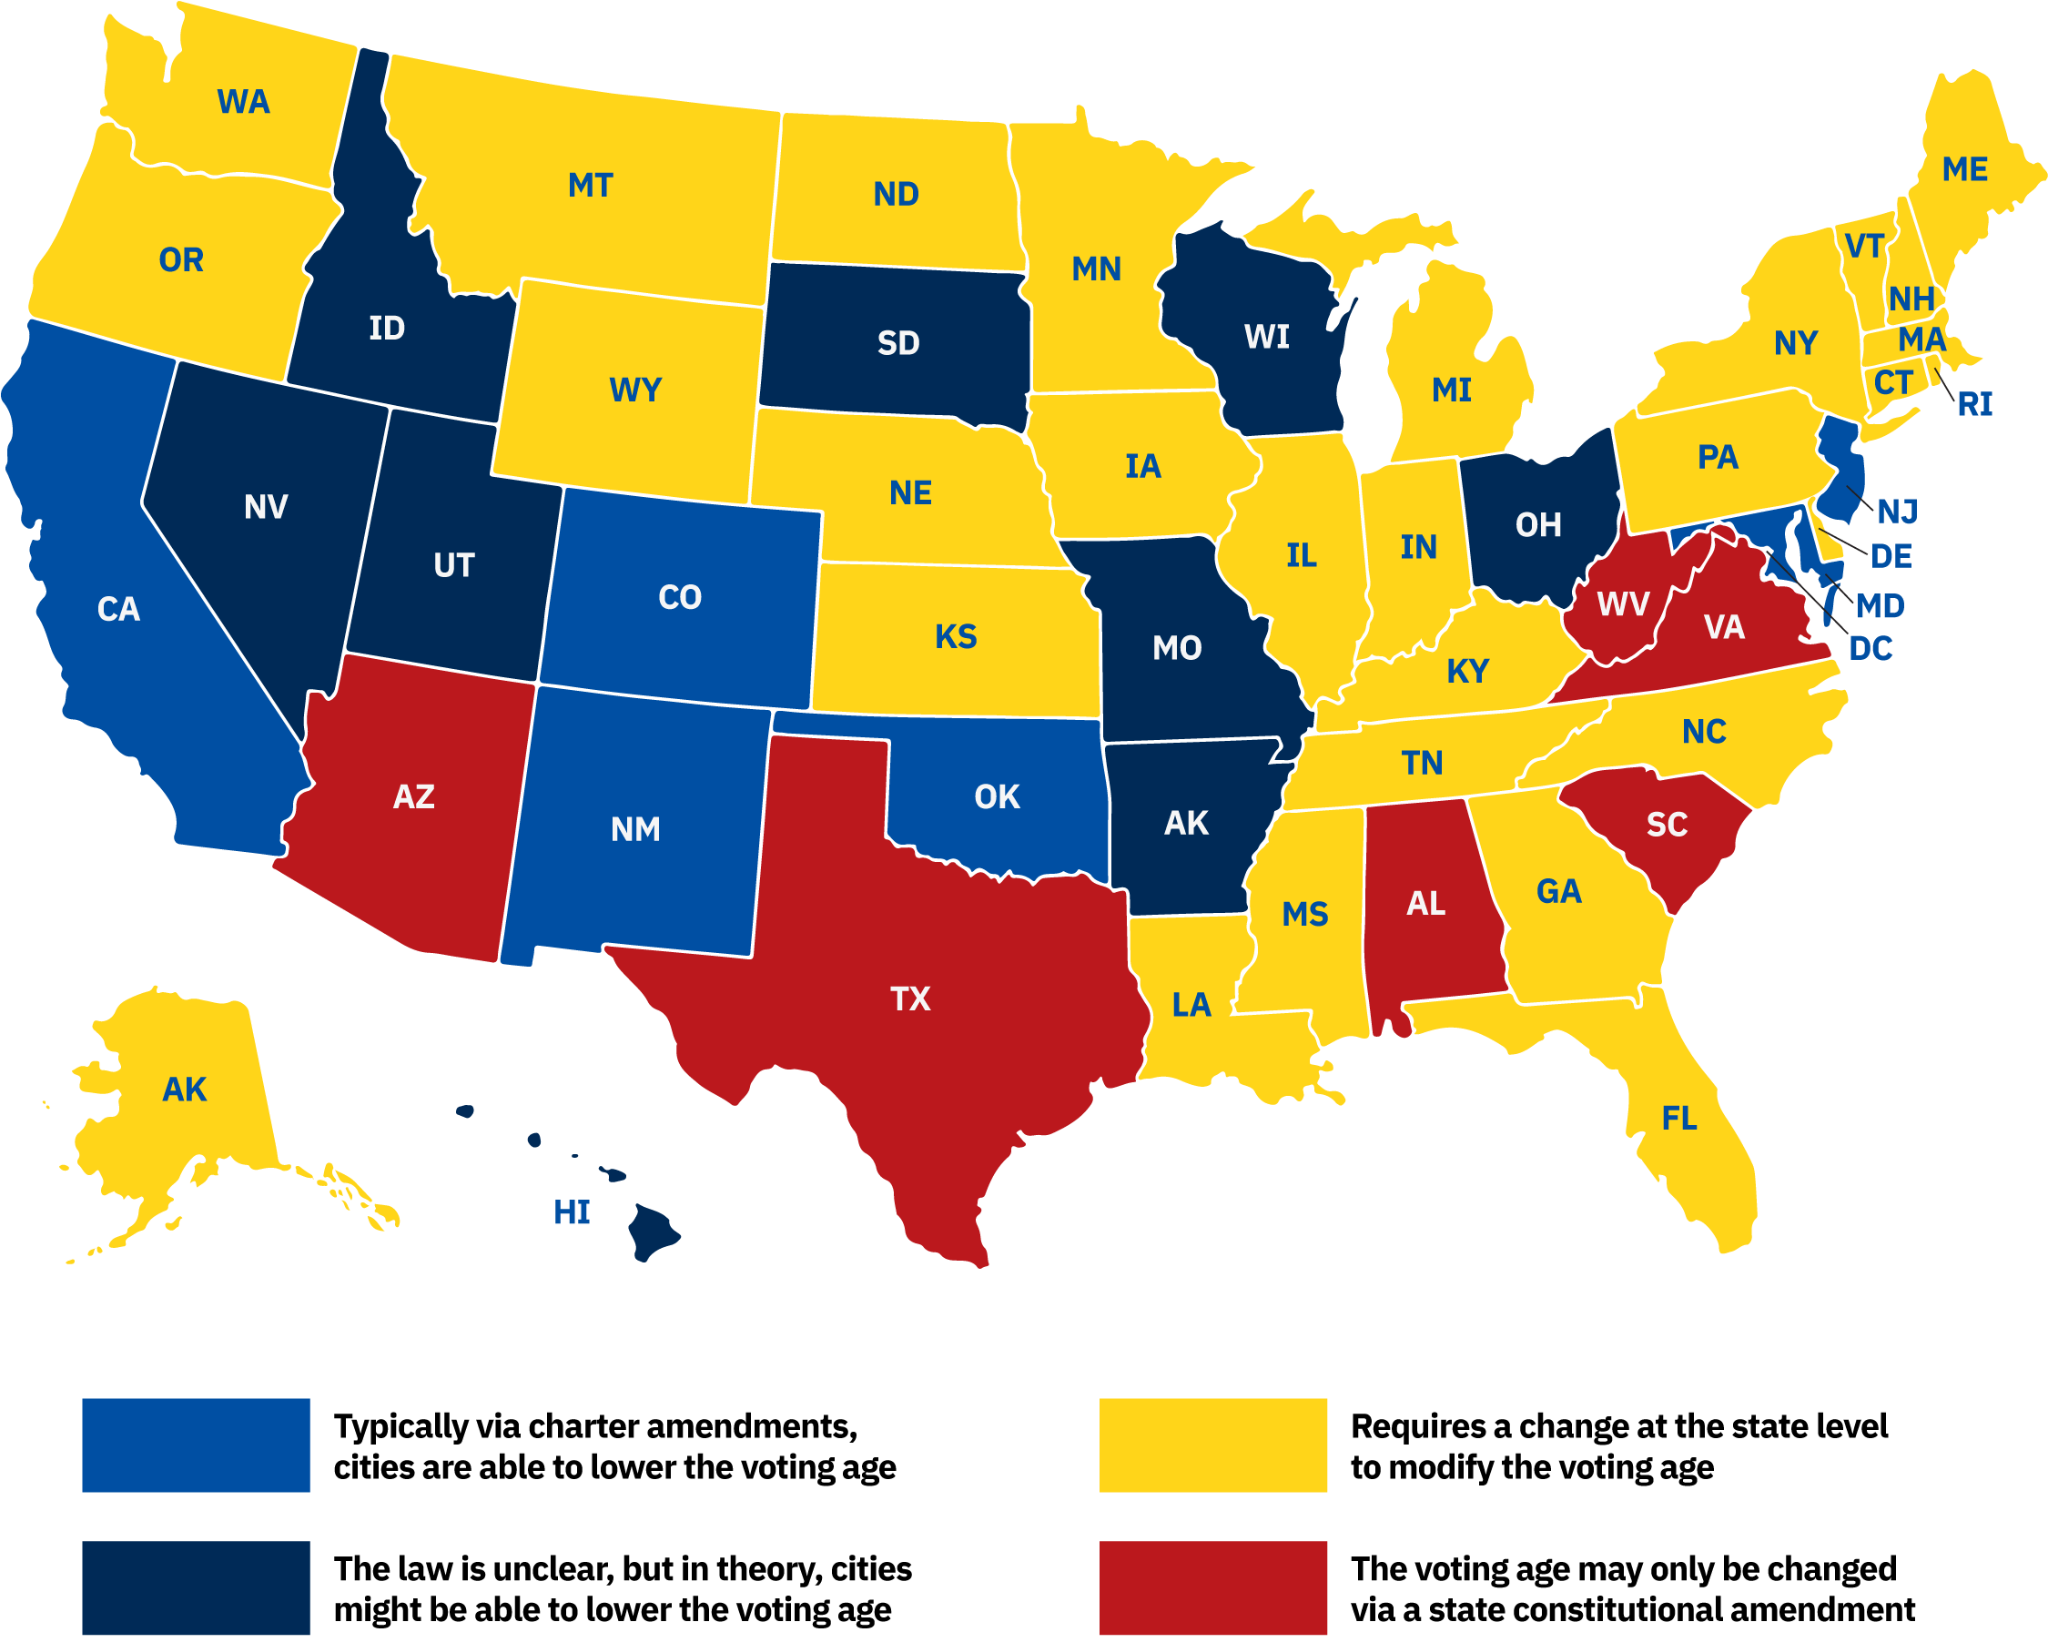 WA
MT
ND
MN
ME
OR
ID
SD
WI
VT
NH
NY
MA
CT
RI
WY
MI
IA
PA
NE
NV
NJ
OH
IN
IL
DE
UT
CO
CA
KS
MO
WV
VA
MD
DC
KY
NC
TN
AZ
NM
OK
AK
SC
MS
AL
GA
TX
LA
AK
FL
HI
Typically via charter amendments,
cities are able to lower the voting age
Requires a change at the state level
to modify the voting age
The law is unclear, but in theory, cities
might be able to lower the voting age
The voting age may only be changed
via a state constitutional amendment